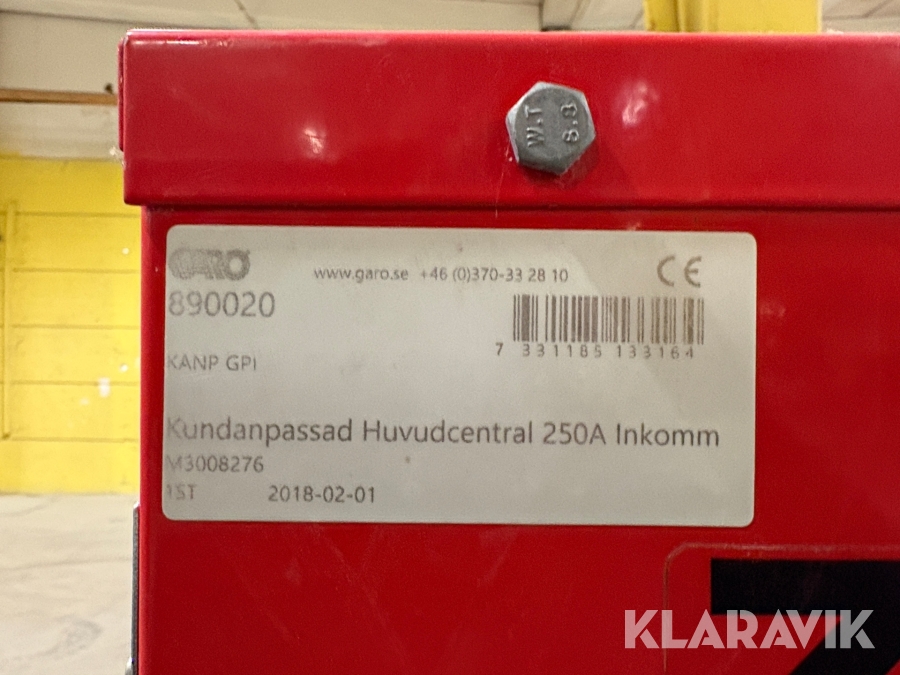 W.T
8.8
GARO
www.garo.se +46 (0)370-33 28 10
CE
890020
7 331185 133164
KANP GPI
Kundanpassad Huvudcentral 250A Inkomm
M3008276
1ST 2018-02-01
KLARAVIK